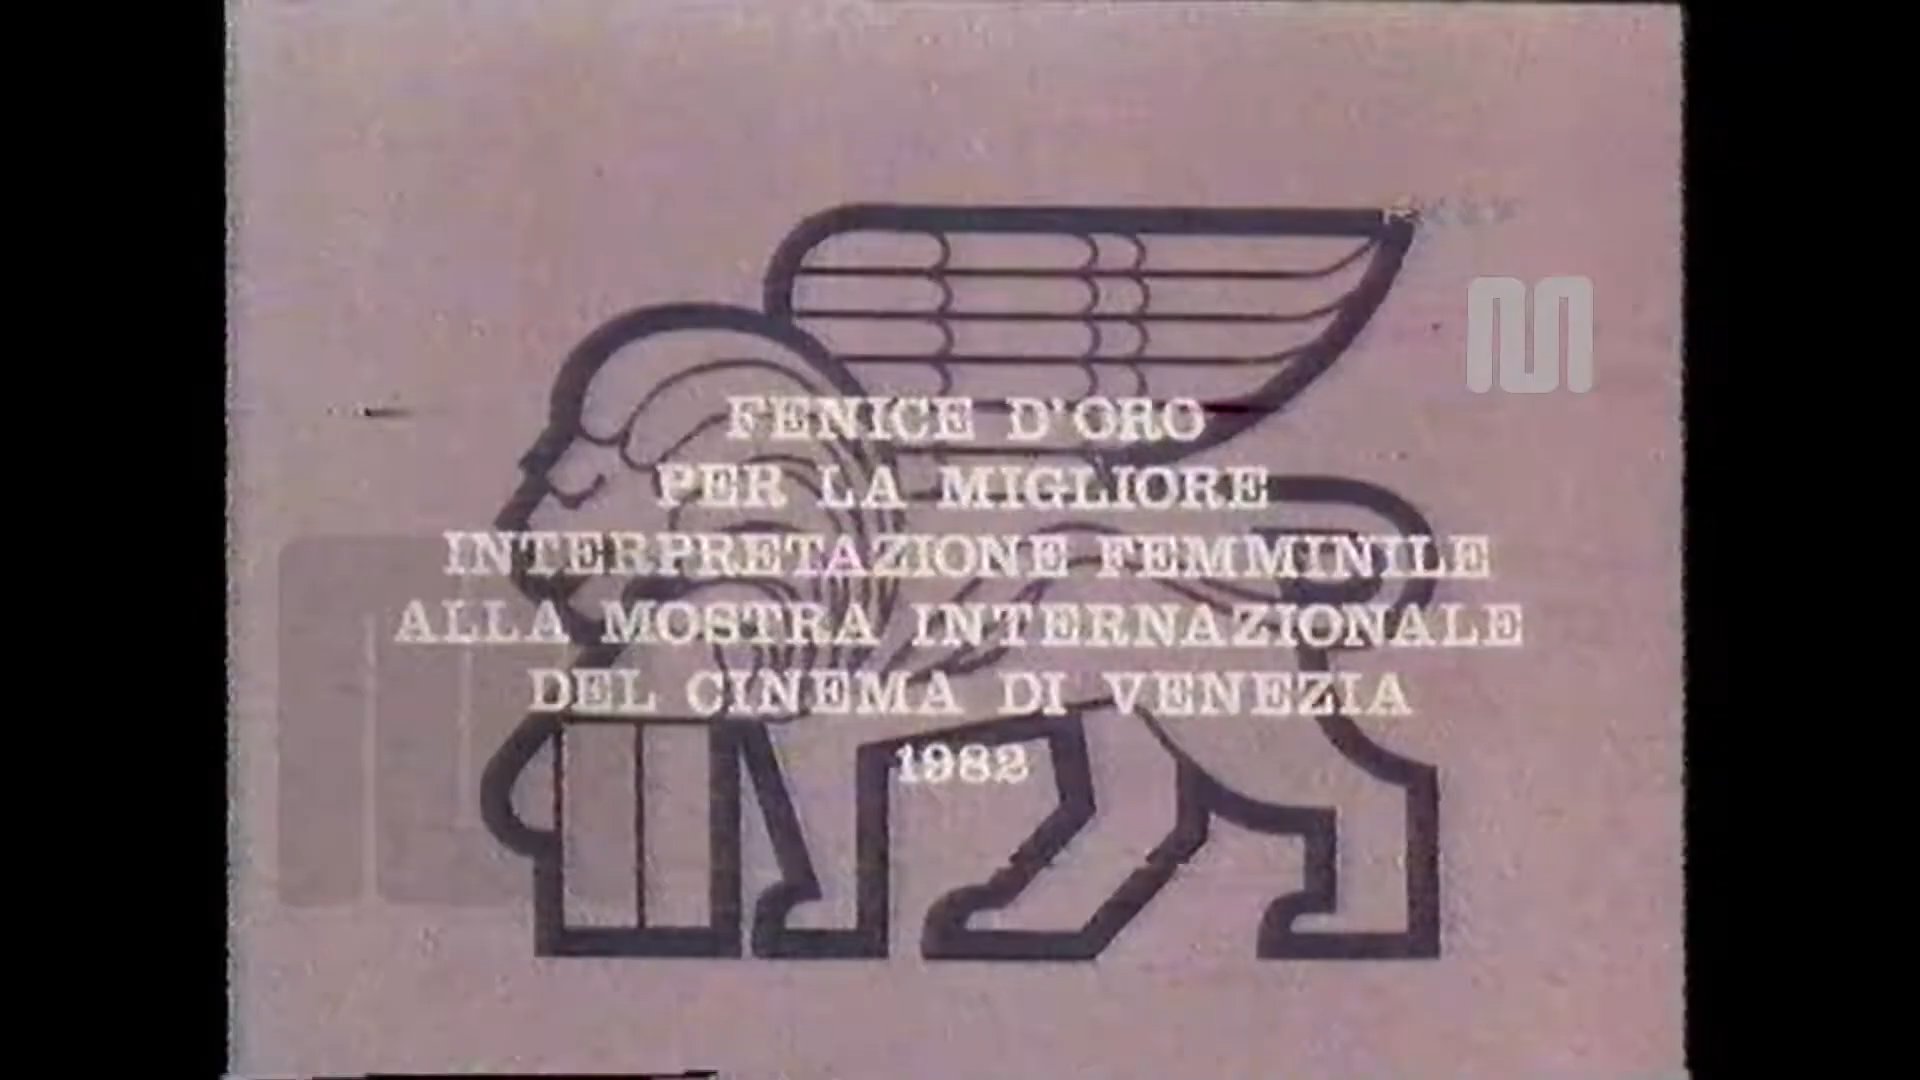 FENICE D'ORO
PER LA MIGLIORE
INTERPRETAZIONE FEMMINILE
ALLA MOSTRA INTERNAZIONALE
DEL CINEMA DI VENEZIA
1982